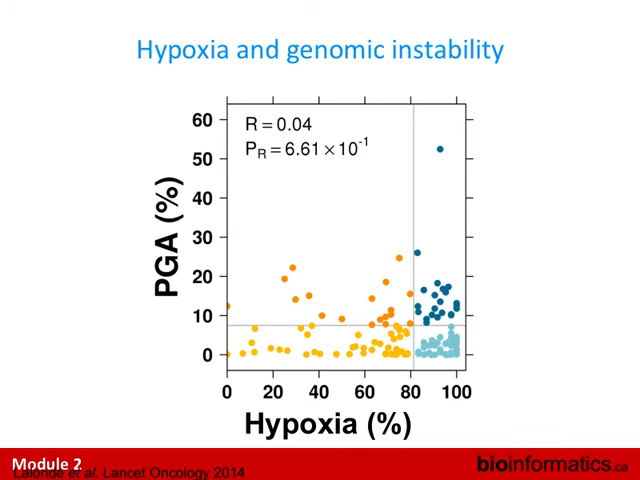 Hypoxia and genomic instability
R = 0.04
P_R = 6.61 × 10^-1
PGA (%)
60
50
40
30
20
10
0
0 20 40 60 80 100
Hypoxia (%)
Module 2
Lalonde et al. Lancet Oncology 2014
bioinformatics.ca